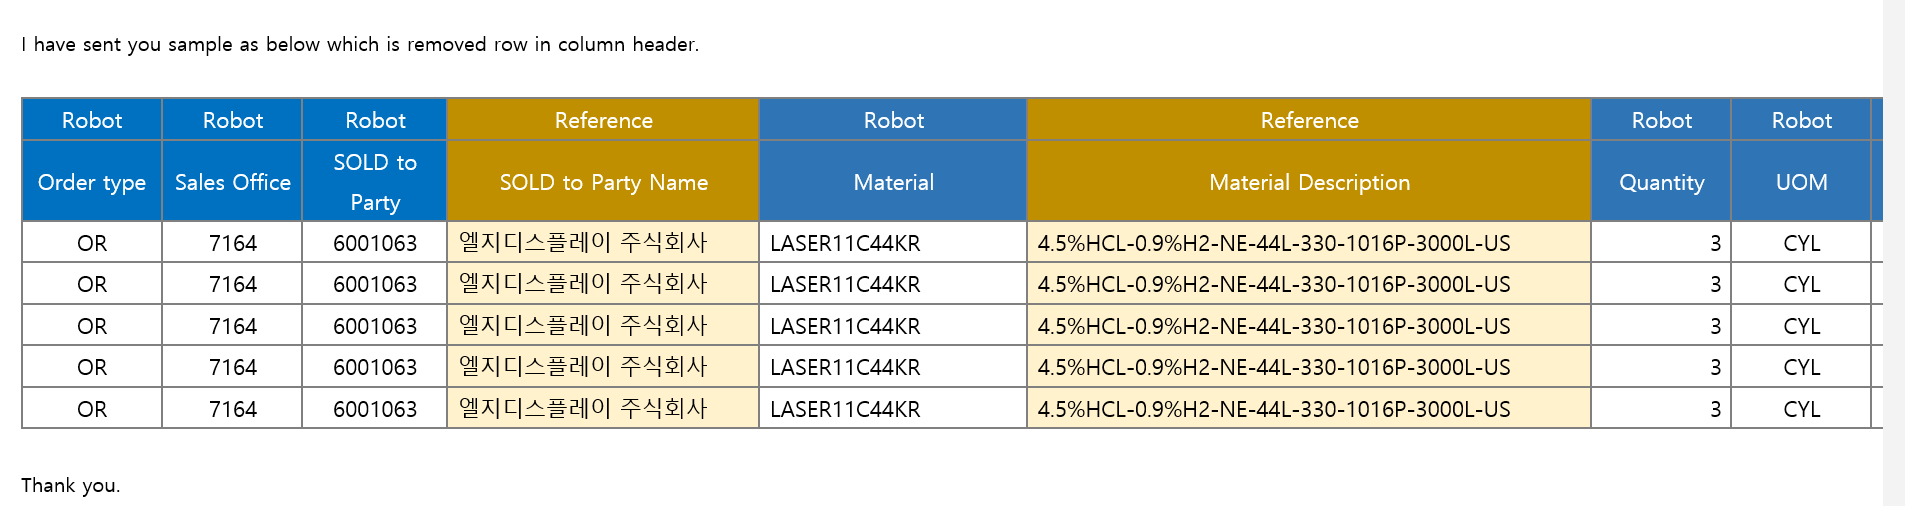 I have sent you sample as below which is removed row in column header.
Robot Robot Robot Reference Robot Reference Robot Robot
Order type Sales Office SOLD to Party SOLD to Party Name Material Material Description Quantity UOM
OR 7164 6001063 엘지디스플레이 주식회사 LASER11C44KR 4.5%HCL-0.9%H2-NE-44L-330-1016P-3000L-US 3 CYL
OR 7164 6001063 엘지디스플레이 주식회사 LASER11C44KR 4.5%HCL-0.9%H2-NE-44L-330-1016P-3000L-US 3 CYL
OR 7164 6001063 엘지디스플레이 주식회사 LASER11C44KR 4.5%HCL-0.9%H2-NE-44L-330-1016P-3000L-US 3 CYL
OR 7164 6001063 엘지디스플레이 주식회사 LASER11C44KR 4.5%HCL-0.9%H2-NE-44L-330-1016P-3000L-US 3 CYL
OR 7164 6001063 엘지디스플레이 주식회사 LASER11C44KR 4.5%HCL-0.9%H2-NE-44L-330-1016P-3000L-US 3 CYL
Thank you.